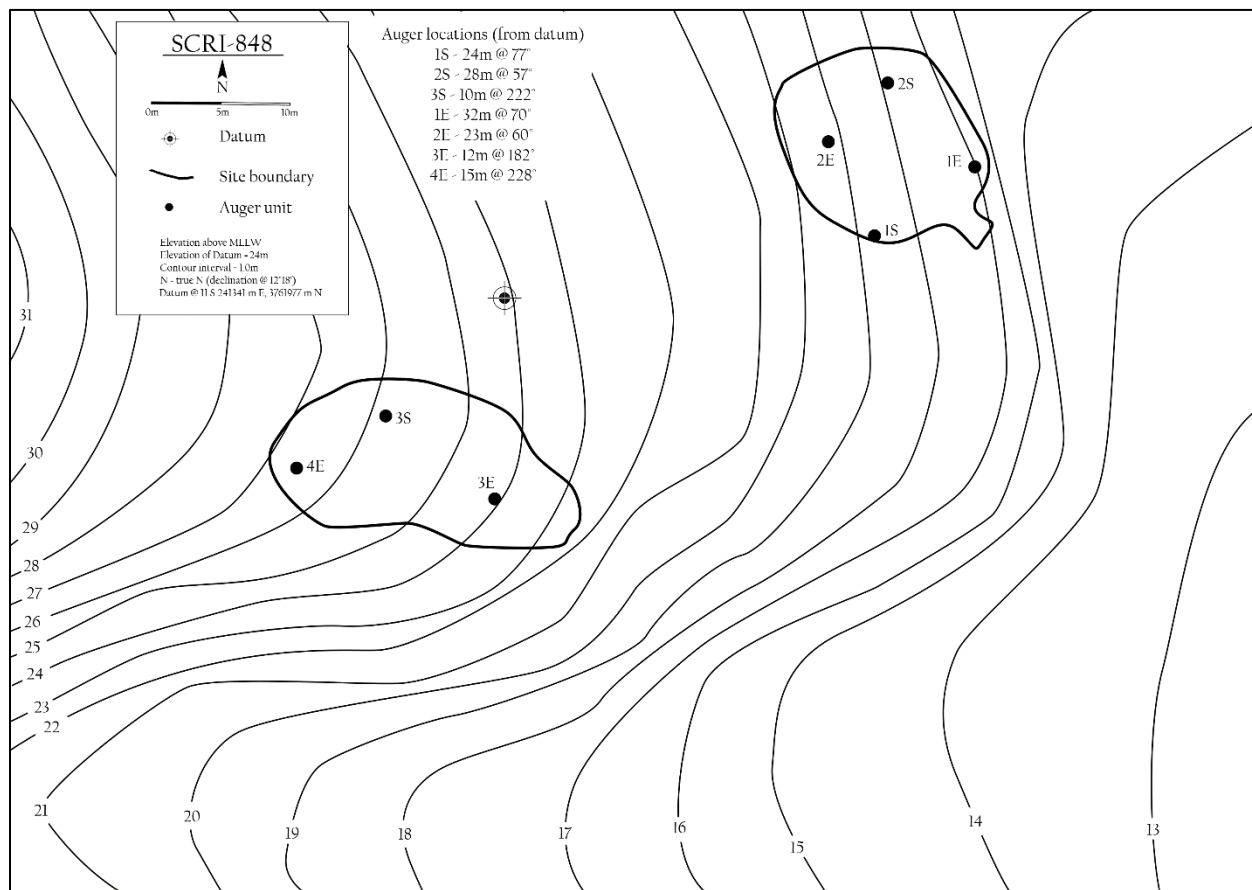 SCRI-848
N
0m 5m 10m
Datum
Site boundary
Auger unit
Elevation above MLLW
Elevation of Datum - 24m
Contour interval - 1.0m
N - true N (declination @ 12°18')
Datum @ 11 S 241341 m E, 3761977 m N
Auger locations (from datum)
1S - 24m @ 77°
2S - 28m @ 57°
3S - 10m @ 222°
1E - 32m @ 70°
2E - 23m @ 60°
3E - 12m @ 182°
4E - 15m @ 228°
2S
2E
1E
1S
3S
4E
3E
31
30
29
28
27
26
25
24
23
22
21
20
19
18
17
16
15
14
13